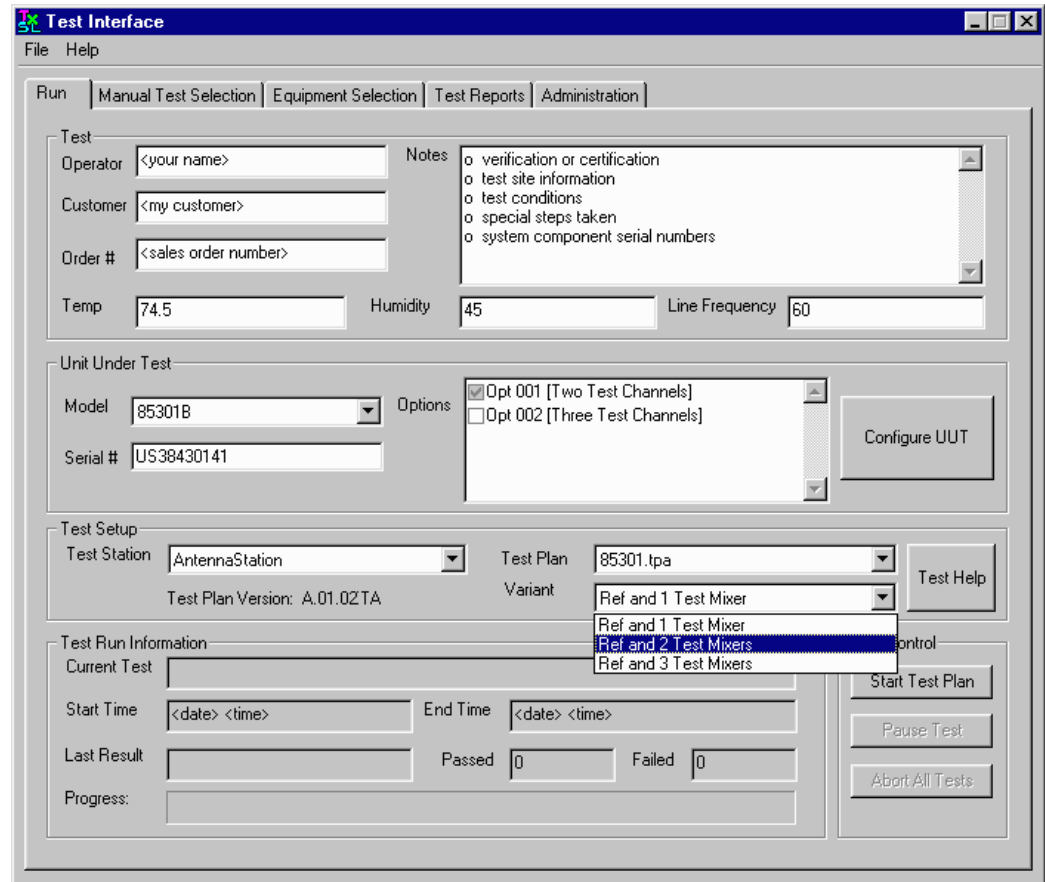 Test Interface
File Help
Run Manual Test Selection Equipment Selection Test Reports Administration
Test
Operator <your name>
Customer <my customer>
Order # <sales order number>
Notes
o verification or certification
o test site information
o test conditions
o special steps taken
o system component serial numbers
Temp 74.5 Humidity 45 Line Frequency 60
Unit Under Test
Model 85301B
Serial # US38430141
Options
Opt 001 [Two Test Channels]
Opt 002 [Three Test Channels]
Configure UUT
Test Setup
Test Station AntennaStation Test Plan 85301.tpa
Test Plan Version: A.01.02TA Variant Ref and 1 Test Mixer
Test Help
Ref and 1 Test Mixer
Ref and 2 Test Mixers
Ref and 3 Test Mixers
Test Run Information
Current Test
Start Time <date> <time> End Time <date> <time>
Last Result Passed 0 Failed 0
Progress:
ontrol
Start Test Plan
Pause Test
Abort All Tests